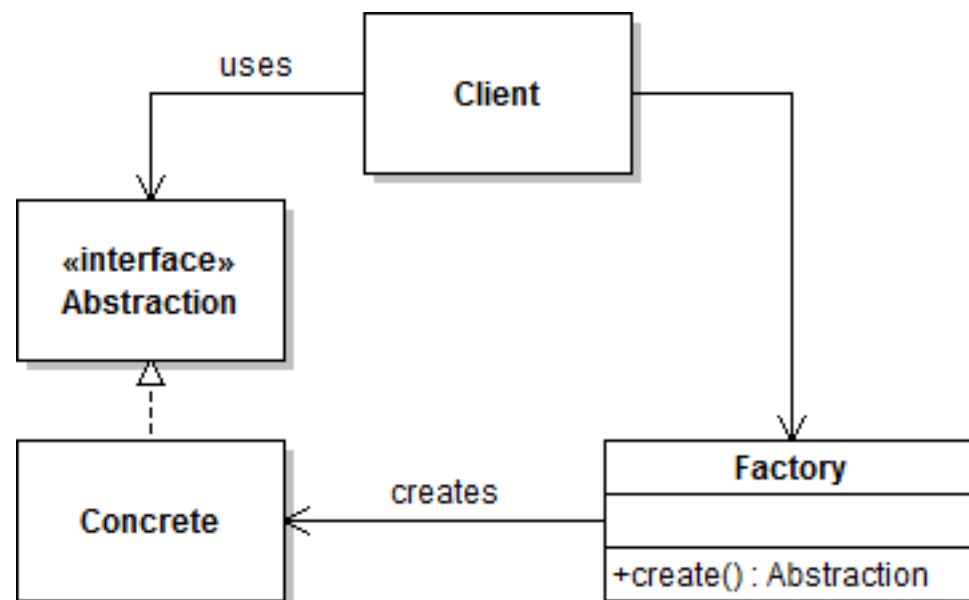 uses
Client
«interface»
Abstraction
Concrete
creates
Factory
+create() : Abstraction